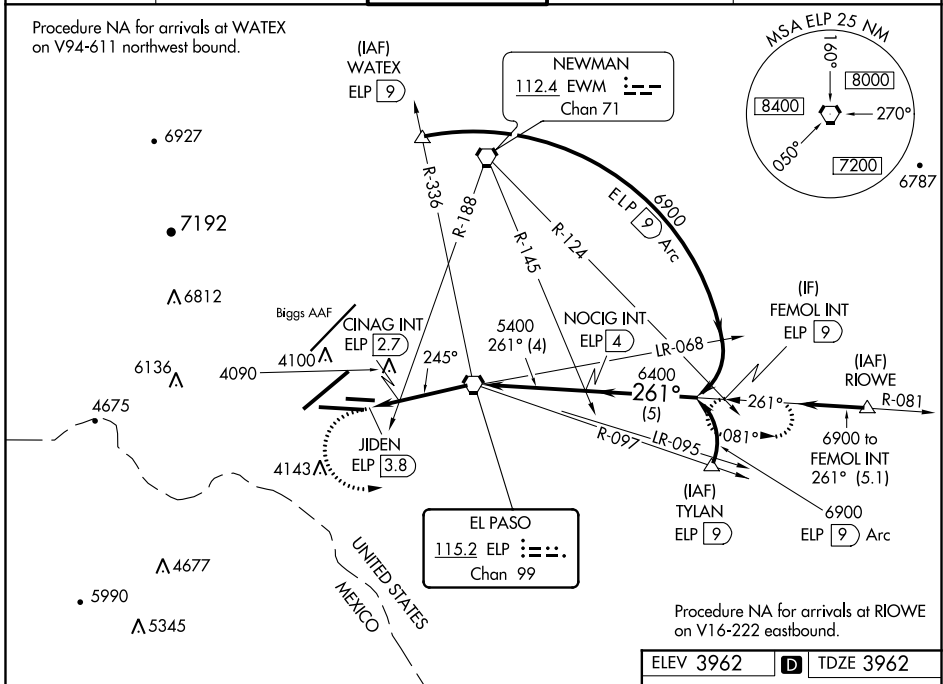 Procedure NA for arrivals at WATEX
on V94-611 northwest bound.
(IAF)
WATEX
ELP 9
NEWMAN
112.4 EWM
Chan 71
MSA ELP 25 NM
160°
8000
8400
270°
050°
7200
6787
6927
7192
6812
R-336
R-188
R-145
R-124
6900
ELP 9 Arc
Biggs AAF
CINAG INT
ELP 2.7
4100
4090
6136
245°
5400
261° (4)
NOCIG INT
ELP 4
LR-068
(IF)
FEMOL INT
ELP 9
(IAF)
RIOWE
R-081
6400
261°
(5)
261°
081°
6900 to
FEMOL INT
261° (5.1)
4675
JIDEN
ELP 3.8
4143
R-097
LR-095
(IAF)
TYLAN
ELP 9
6900
ELP 9 Arc
EL PASO
115.2 ELP
Chan 99
UNITED STATES
MEXICO
4677
5990
5345
Procedure NA for arrivals at RIOWE
on V16-222 eastbound.
ELEV 3962 D TDZE 3962